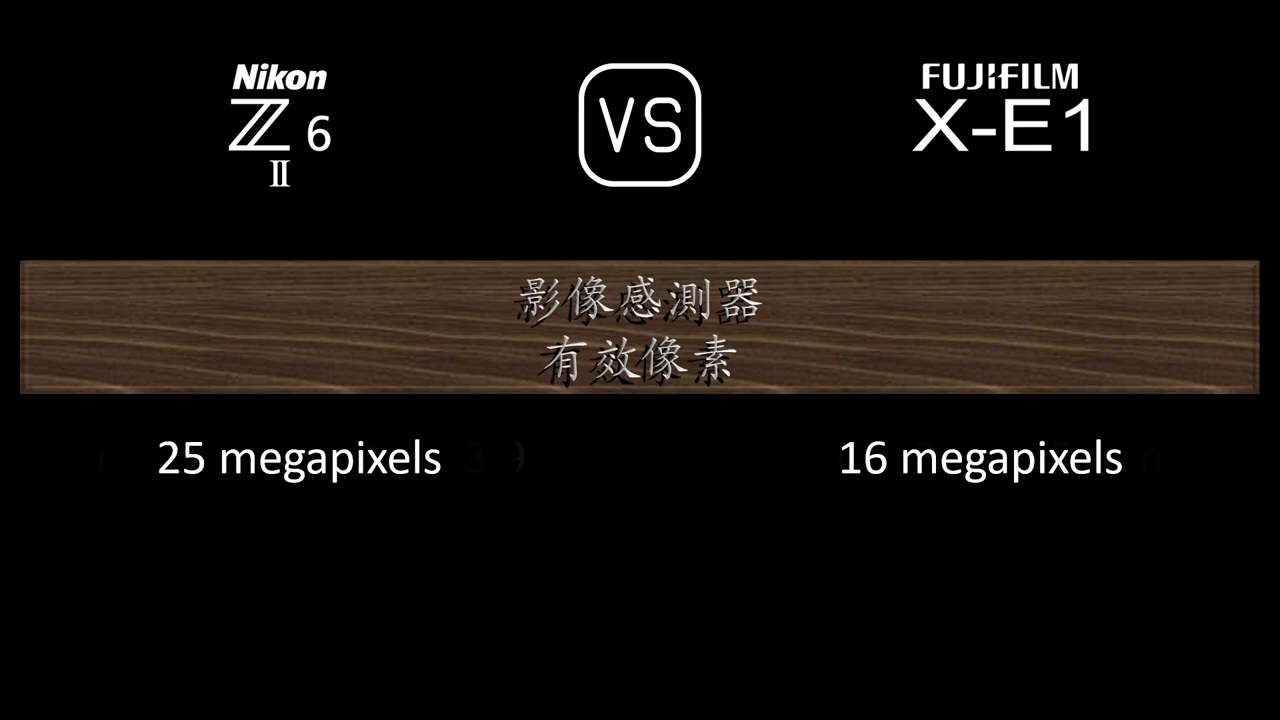 Nikon
Z 6
II
VS
FUJIFILM
X-E1
影像感測器
有效像素
25 megapixels
16 megapixels